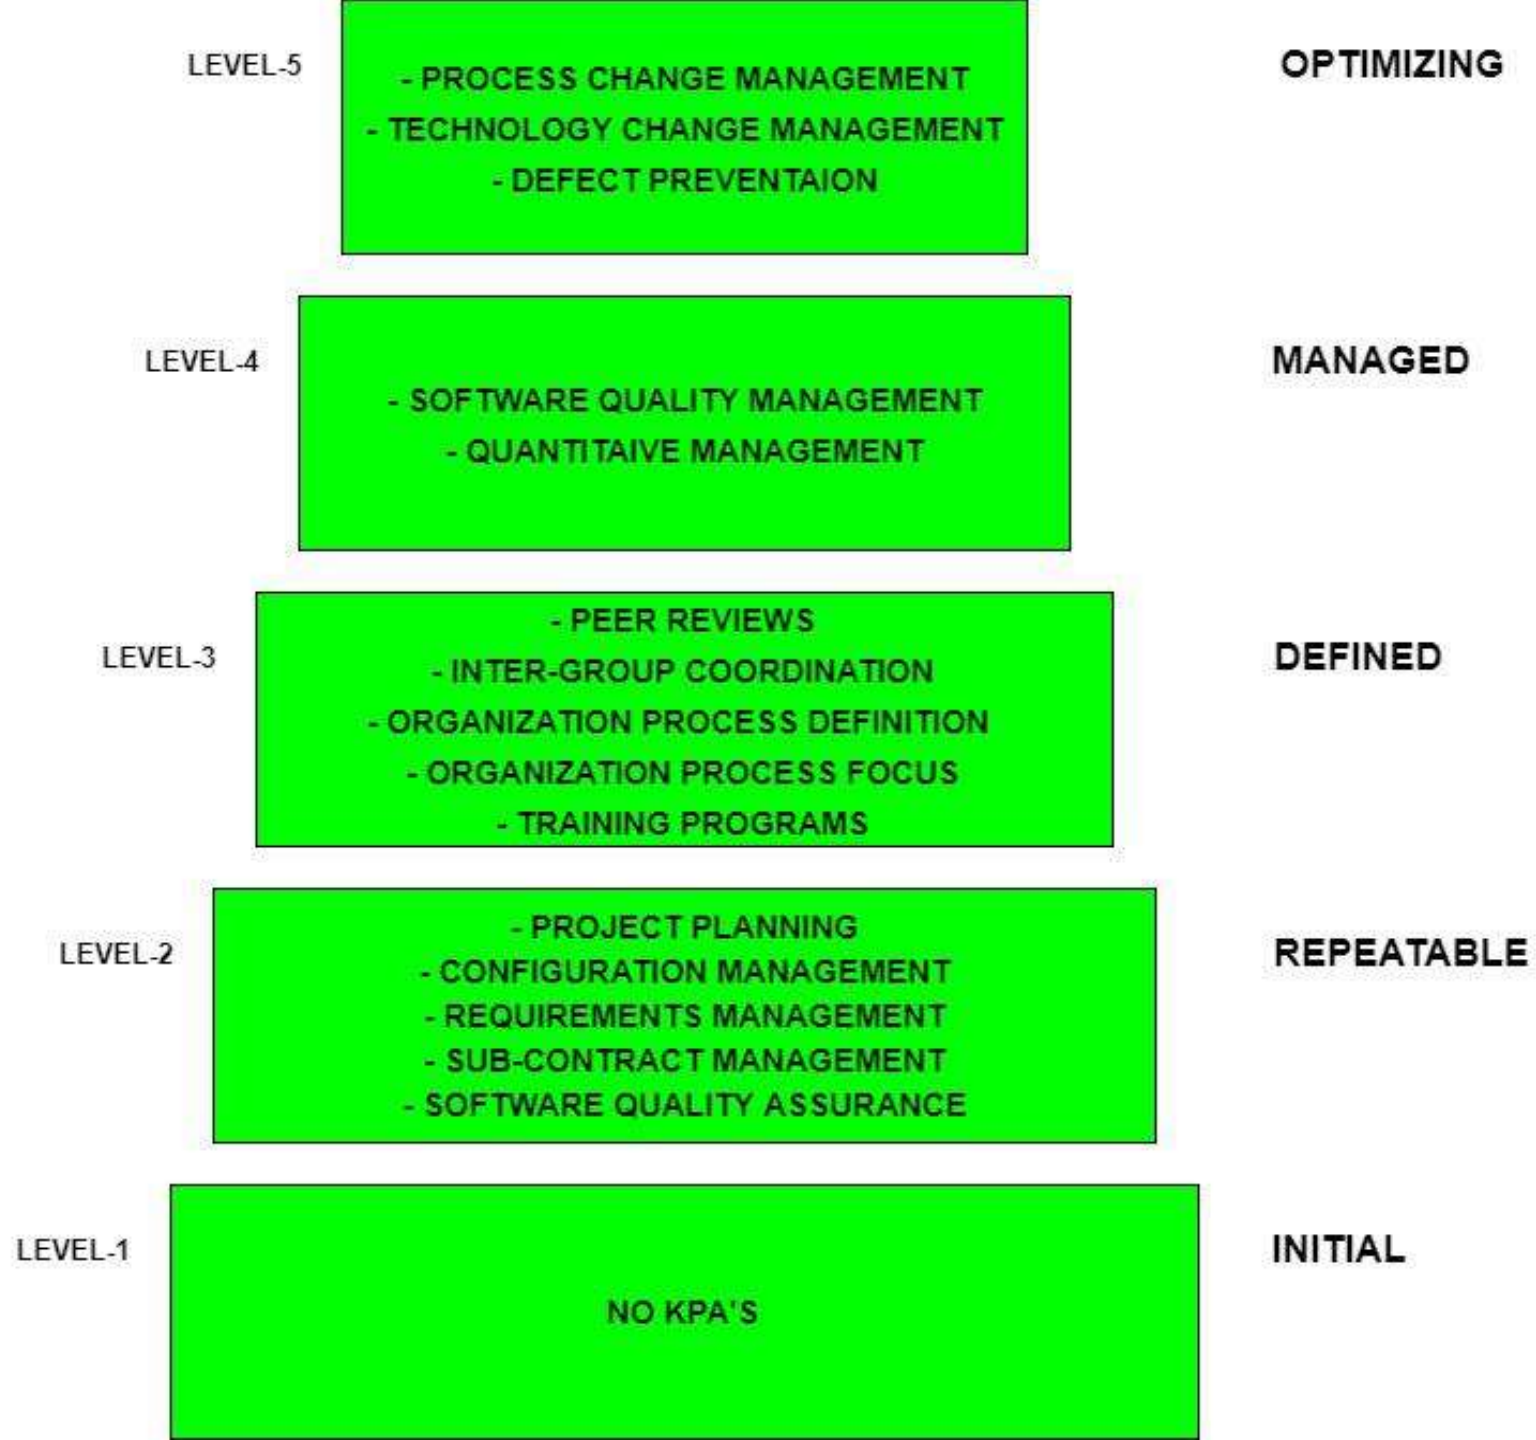 LEVEL-5
- PROCESS CHANGE MANAGEMENT
- TECHNOLOGY CHANGE MANAGEMENT
- DEFECT PREVENTAION
OPTIMIZING
LEVEL-4
- SOFTWARE QUALITY MANAGEMENT
- QUANTITAIVE MANAGEMENT
MANAGED
LEVEL-3
- PEER REVIEWS
- INTER-GROUP COORDINATION
- ORGANIZATION PROCESS DEFINITION
- ORGANIZATION PROCESS FOCUS
- TRAINING PROGRAMS
DEFINED
LEVEL-2
- PROJECT PLANNING
- CONFIGURATION MANAGEMENT
- REQUIREMENTS MANAGEMENT
- SUB-CONTRACT MANAGEMENT
- SOFTWARE QUALITY ASSURANCE
REPEATABLE
LEVEL-1
NO KPA'S
INITIAL